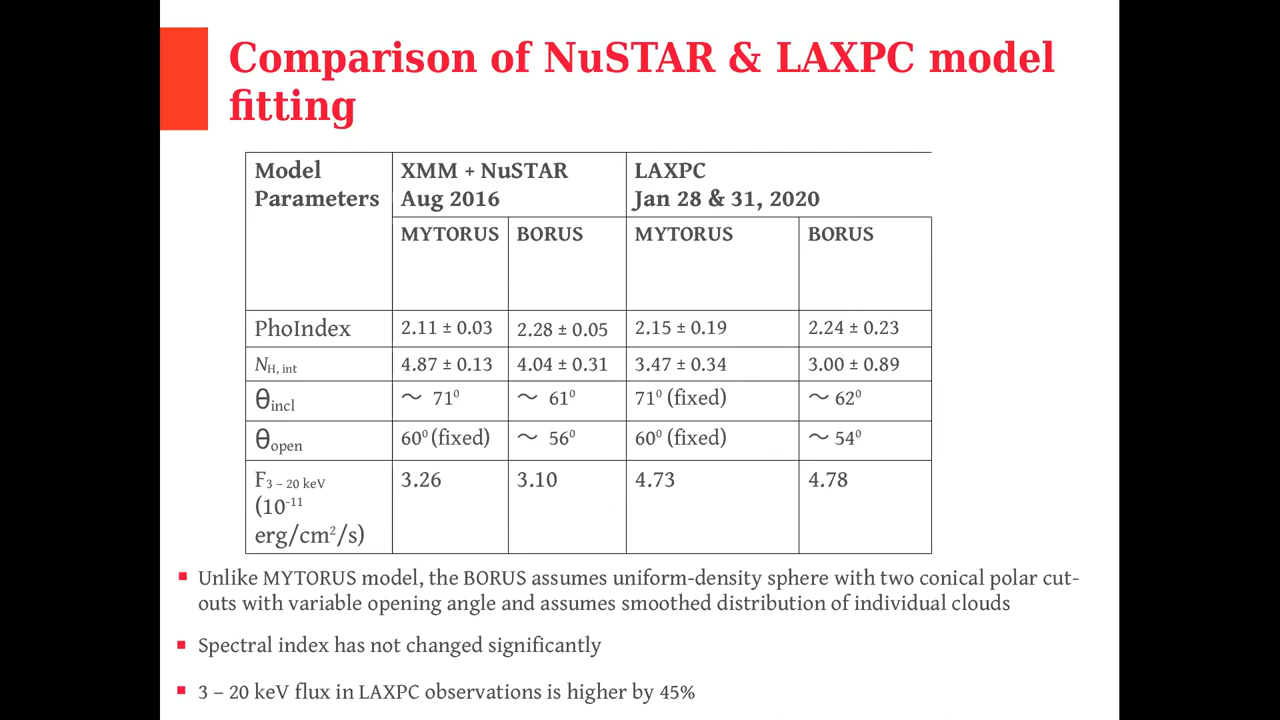 Comparison of NuSTAR & LAXPC model
fitting
Model Parameters XMM + NuSTAR Aug 2016 LAXPC Jan 28 & 31, 2020
MYTORUS BORUS MYTORUS BORUS
PhoIndex 2.11 ± 0.03 2.28 ± 0.05 2.15 ± 0.19 2.24 ± 0.23
N_H, int 4.87 ± 0.13 4.04 ± 0.31 3.47 ± 0.34 3.00 ± 0.89
θ_incl ～ 71⁰ ～ 61⁰ 71⁰ (fixed) ～ 62⁰
θ_open 60⁰ (fixed) ～ 56⁰ 60⁰ (fixed) ～ 54⁰
F_3 – 20 keV (10⁻¹¹ erg/cm²/s) 3.26 3.10 4.73 4.78
Unlike MYTORUS model, the BORUS assumes uniform-density sphere with two conical polar cut-
outs with variable opening angle and assumes smoothed distribution of individual clouds
Spectral index has not changed significantly
3 – 20 keV flux in LAXPC observations is higher by 45%